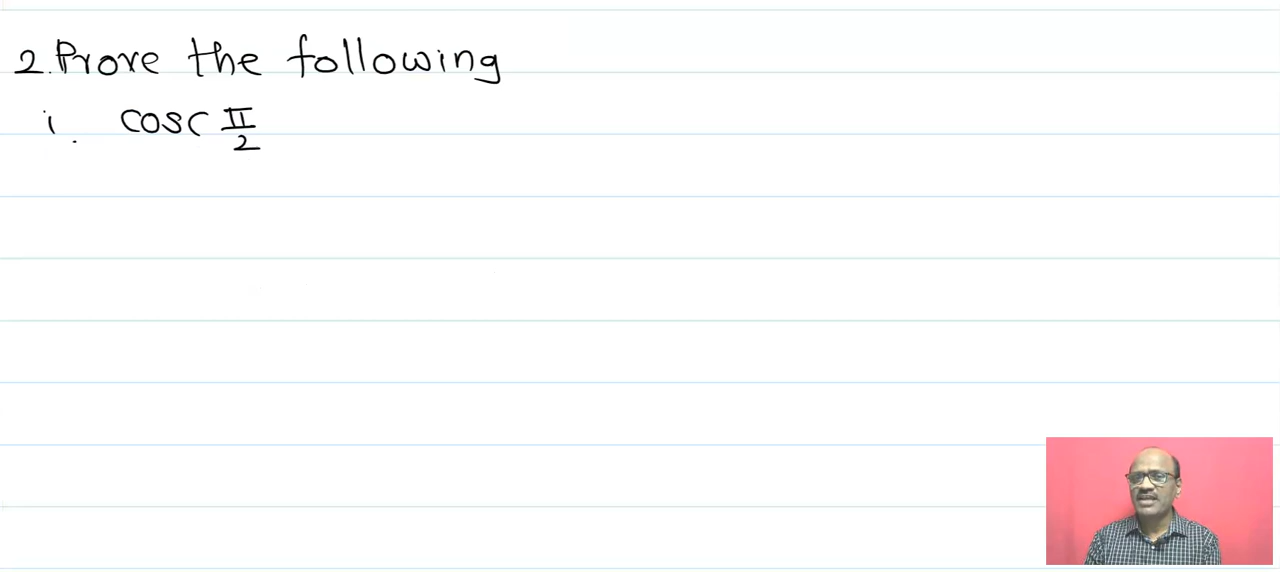 2. Prove the following
i. cos( π/2